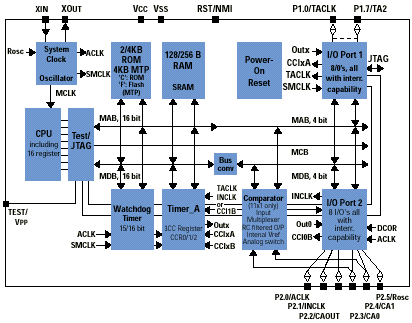 XIN XOUT VCC VSS RST/NMI P1.0/TACLK P1.7/TA2
Rosc
System
Clock
Oscillator
ACLK
SMCLK
MCLK
2/4KB
ROM
4KB MTP
'C': ROM
'F': Flash
(MTP)
128/256 B
RAM
SRAM
Power-
On
Reset
Outx
CCIxA
TACLK
SMCLK
I/O Port 1
8 I/O's, all
with interr.
capability
JTAG
CPU
including
16 register
Test/
JTAG
MAB, 16 bit
MAB, 4 bit
MCB
MDB, 16 bit
Bus
conv
MDB, 4 bit
TEST/
VPP
Watchdog
Timer
15/16 bit
ACLK
SMCLK
Timer_A
3CC Register
CCR0/1/2
TACLK
INCLK
or
CCI1B
Outx
CCIxA
CCIxB
Comparator
(11x1 only)
Input
Multiplexer
RC filtered O/P
Internal Vref
Analog switch
INCLK
Out0
CCI0B
I/O Port 2
8 I/O's all
with
interr.
capability
DCOR
ACLK
P2.0/ACLK P2.5/Rosc
P2.1/INCLK P2.4/CA1
P2.2/CAOUT P2.3/CA0